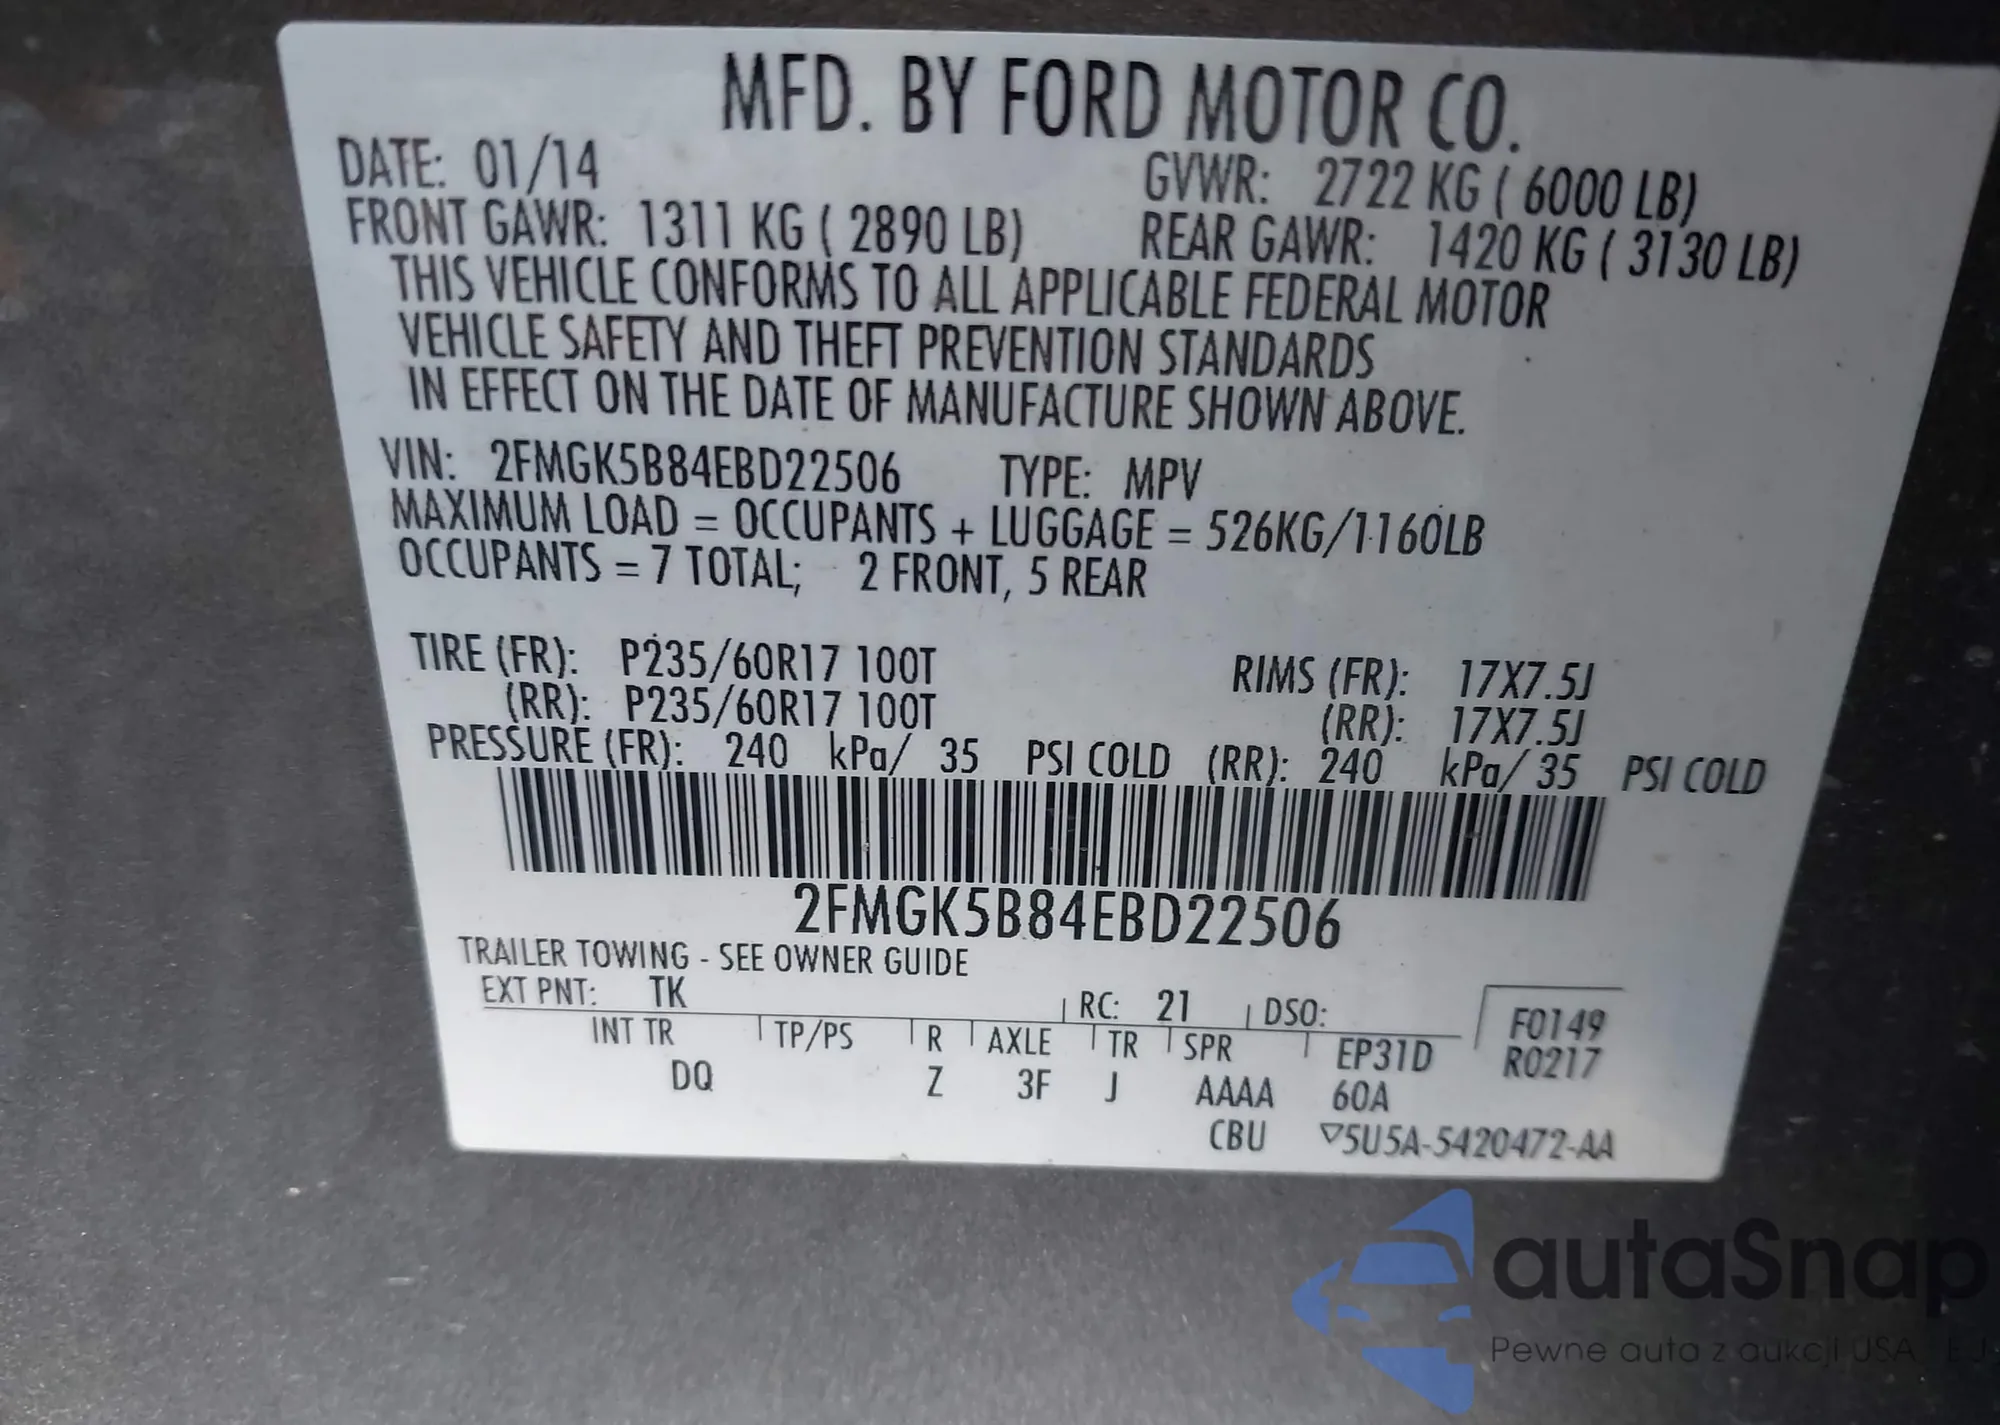 MFD. BY FORD MOTOR CO.
DATE: 01/14 GVWR: 2722 KG ( 6000 LB)
FRONT GAWR: 1311 KG ( 2890 LB) REAR GAWR: 1420 KG ( 3130 LB)
THIS VEHICLE CONFORMS TO ALL APPLICABLE FEDERAL MOTOR
VEHICLE SAFETY AND THEFT PREVENTION STANDARDS
IN EFFECT ON THE DATE OF MANUFACTURE SHOWN ABOVE.
VIN: 2FMGK5B84EBD22506 TYPE: MPV
MAXIMUM LOAD = OCCUPANTS + LUGGAGE = 526KG/1160LB
OCCUPANTS = 7 TOTAL; 2 FRONT, 5 REAR
TIRE (FR): P235/60R17 100T RIMS (FR): 17X7.5J
(RR): P235/60R17 100T (RR): 17X7.5J
PRESSURE (FR): 240 kPa/ 35 PSI COLD (RR): 240 kPa/ 35 PSI COLD
2FMGK5B84EBD22506
TRAILER TOWING - SEE OWNER GUIDE
EXT PNT: TK RC: 21 DSO: F0149
INT TR TP/PS R AXLE TR SPR EP31D R0217
DQ Z 3F J AAAA 60A
CBU ▽5U5A-5420472-AA
autaSnap
Pewne auta z aukcji USA i EU